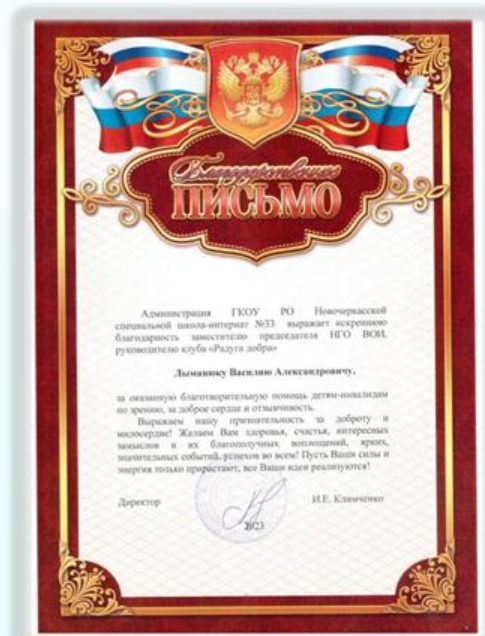 Благодарственное
ПИСЬМО
Администрация ГКОУ РО Новочеркасской
специальной школа-интернат №33 выражает искреннюю
благодарность заместителю председателя НГО ВОИ,
руководителю клуба «Радуга добра»
Лыманюку Василию Александровичу,
за оказанную благотворительную помощь детям-инвалидам
по зрению, за доброе сердце и отзывчивость.
Выражаем нашу признательность за доброту и
милосердие! Желаем Вам здоровья, счастья, интересных
замыслов и их благополучных воплощений, ярких,
значительных событий, успехов во всем! Пусть Ваши силы и
энергия только прирастают, все Ваши идеи реализуются!
Директор И.Е. Климченко
2023